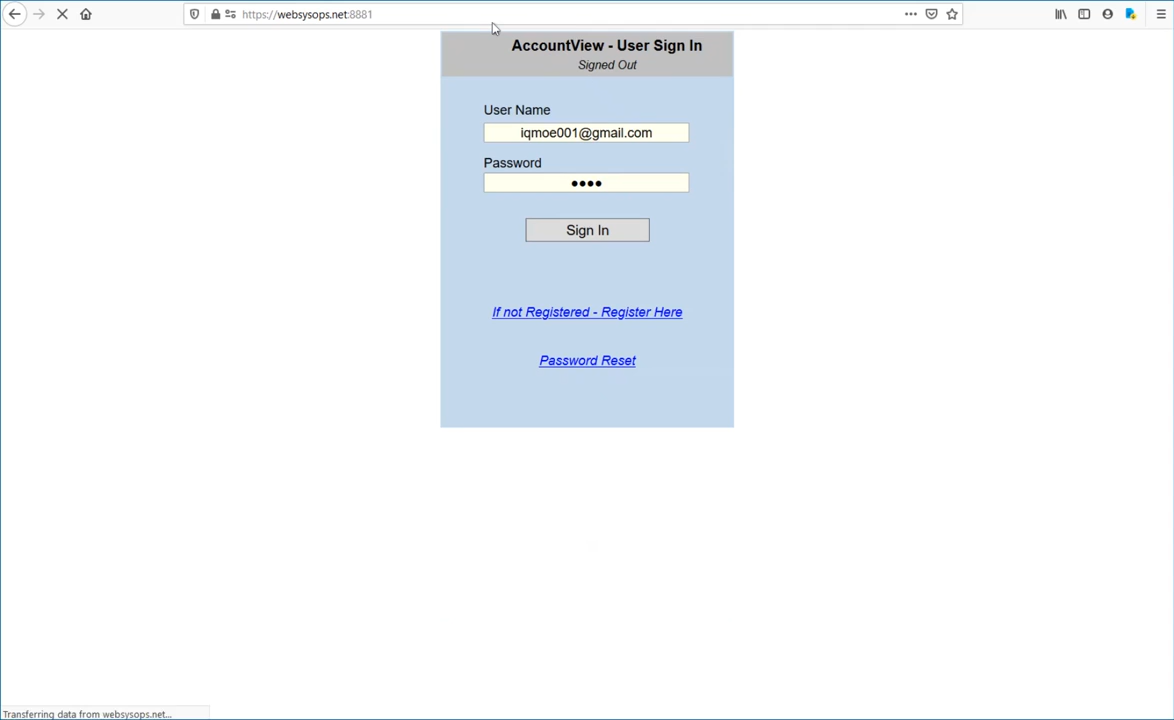 https://websysops.net:8881
AccountView - User Sign In
Signed Out
User Name
iqmoe001@gmail.com
Password
••••
Sign In
If not Registered - Register Here
Password Reset
Transferring data from websysops.net...